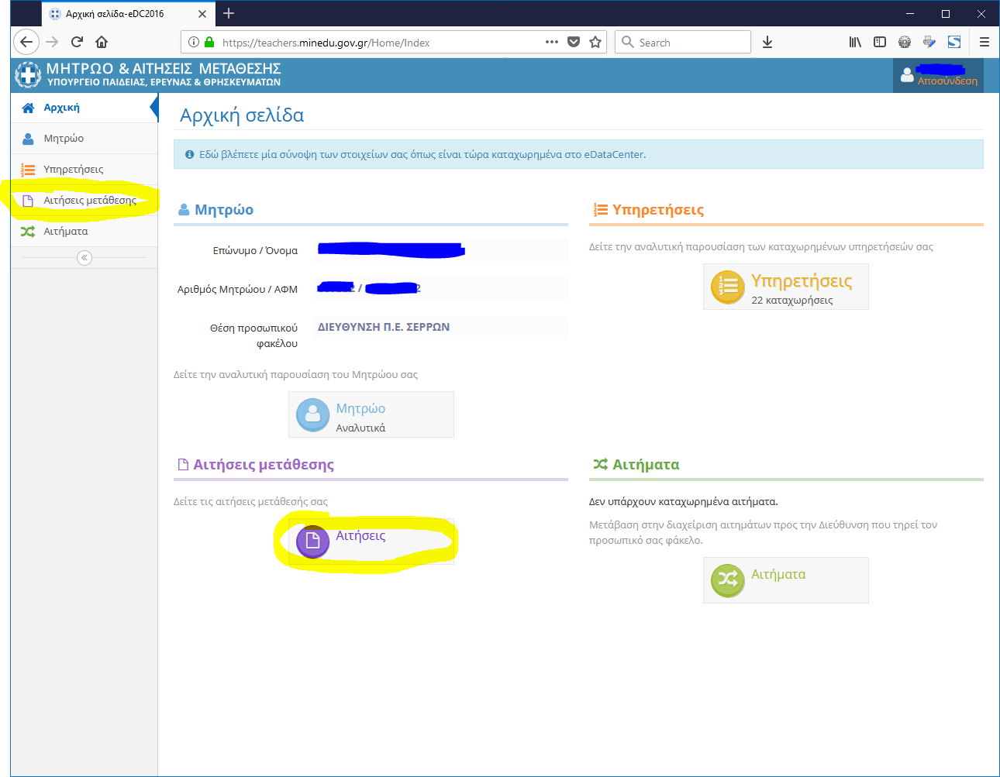 Αρχική σελίδα-eDC2016
https://teachers.minedu.gov.gr/Home/Index
Search
ΜΗΤΡΩΟ & ΑΙΤΗΣΕΙΣ ΜΕΤΑΘΕΣΗΣ
ΥΠΟΥΡΓΕΙΟ ΠΑΙΔΕΙΑΣ, ΕΡΕΥΝΑΣ & ΘΡΗΣΚΕΥΜΑΤΩΝ
Αποσύνδεση
Αρχική
Μητρώο
Υπηρετήσεις
Αιτήσεις μετάθεσης
Αιτήματα
Αρχική σελίδα
Εδώ βλέπετε μία σύνοψη των στοιχείων σας όπως είναι τώρα καταχωρημένα στο eDataCenter.
Μητρώο
Επώνυμο / Όνομα
Αριθμός Μητρώου / ΑΦΜ
2 / 2
Θέση προσωπικού φακέλου
ΔΙΕΥΘΥΝΣΗ Π.Ε. ΣΕΡΡΩΝ
Δείτε την αναλυτική παρουσίαση του Μητρώου σας
Μητρώο
Αναλυτικά
Υπηρετήσεις
Δείτε την αναλυτική παρουσίαση των καταχωρημένων υπηρετήσεών σας
Υπηρετήσεις
22 καταχωρήσεις
Αιτήσεις μετάθεσης
Δείτε τις αιτήσεις μετάθεσής σας
Αιτήσεις
Αιτήματα
Δεν υπάρχουν καταχωρημένα αιτήματα.
Μετάβαση στην διαχείριση αιτημάτων προς την Διεύθυνση που τηρεί τον
προσωπικό σας φάκελο.
Αιτήματα